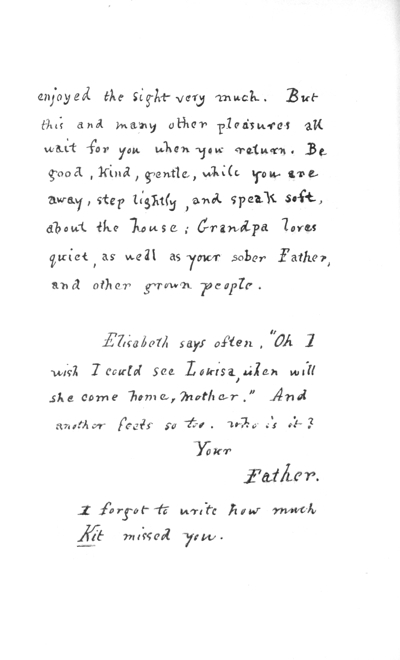 enjoyed the sight very much. But
this and many other pleasures all
wait for you when you return. Be
good, kind, gentle, while you are
away, step lightly, and speak soft,
about the house; Grandpa loves
quiet, as well as your sober Father,
and other grown people.
Elisabeth says often, "Oh I
wish I could see Louisa, when will
she come home, Mother." And
another feels so too. who is it?
Your
Father.
I forgot to write how much
Kit missed you.